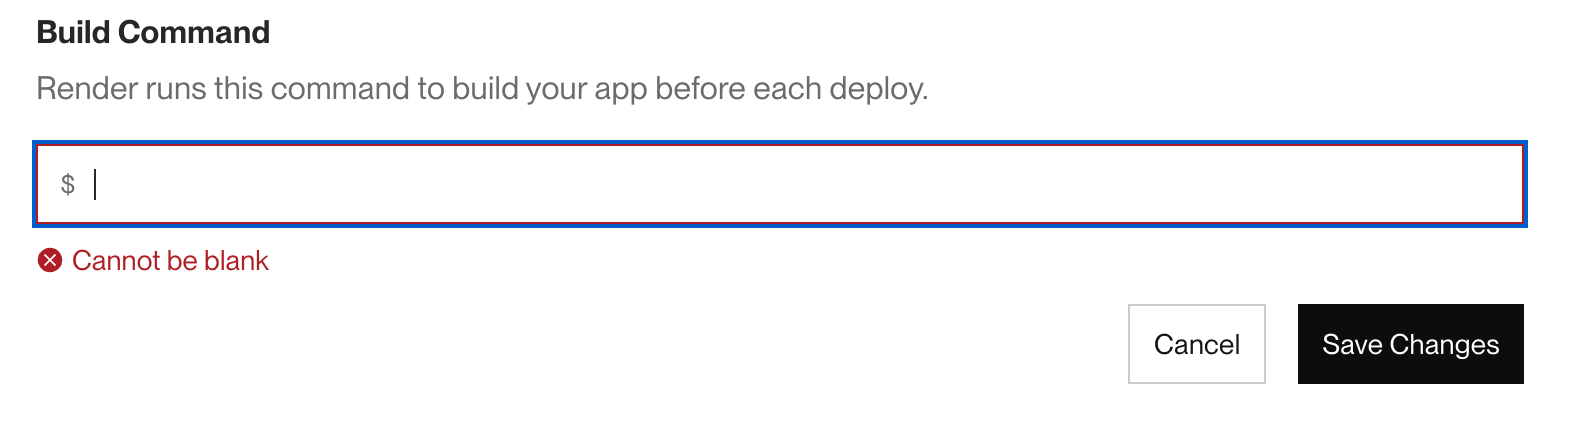 Build Command
Render runs this command to build your app before each deploy.
$
Cannot be blank
Cancel
Save Changes